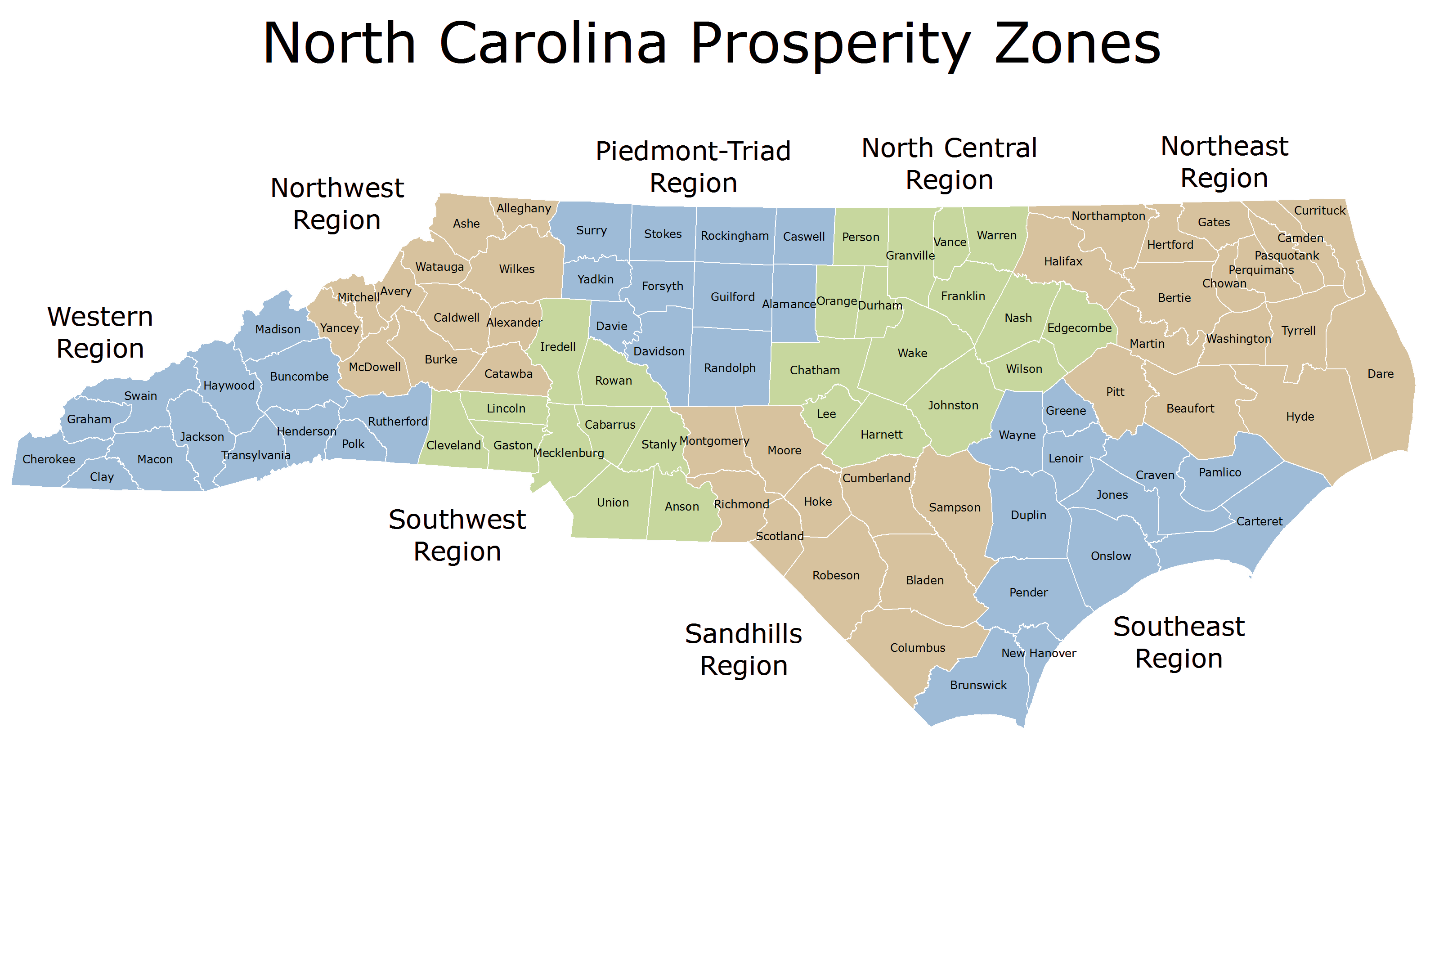 North Carolina Prosperity Zones
Piedmont-Triad
Region
North Central
Region
Northeast
Region
Northwest
Region
Western
Region
Southwest
Region
Sandhills
Region
Southeast
Region
Alleghany
Ashe
Watauga
Wilkes
Mitchell
Avery
Yancey
Caldwell
Alexander
McDowell
Burke
Catawba
Madison
Buncombe
Haywood
Swain
Graham
Cherokee
Clay
Macon
Jackson
Transylvania
Henderson
Polk
Rutherford
Surry
Stokes
Rockingham
Caswell
Yadkin
Forsyth
Guilford
Alamance
Davie
Davidson
Randolph
Iredell
Rowan
Lincoln
Cleveland
Gaston
Mecklenburg
Cabarrus
Stanly
Union
Anson
Person
Granville
Vance
Warren
Orange
Durham
Franklin
Nash
Edgecombe
Wake
Chatham
Wilson
Lee
Johnston
Harnett
Northampton
Gates
Currituck
Camden
Hertford
Halifax
Pasquotank
Perquimans
Chowan
Bertie
Martin
Washington
Tyrrell
Dare
Pitt
Beaufort
Hyde
Montgomery
Moore
Richmond
Hoke
Cumberland
Sampson
Scotland
Robeson
Bladen
Columbus
Greene
Wayne
Lenoir
Craven
Pamlico
Jones
Duplin
Carteret
Onslow
Pender
New Hanover
Brunswick